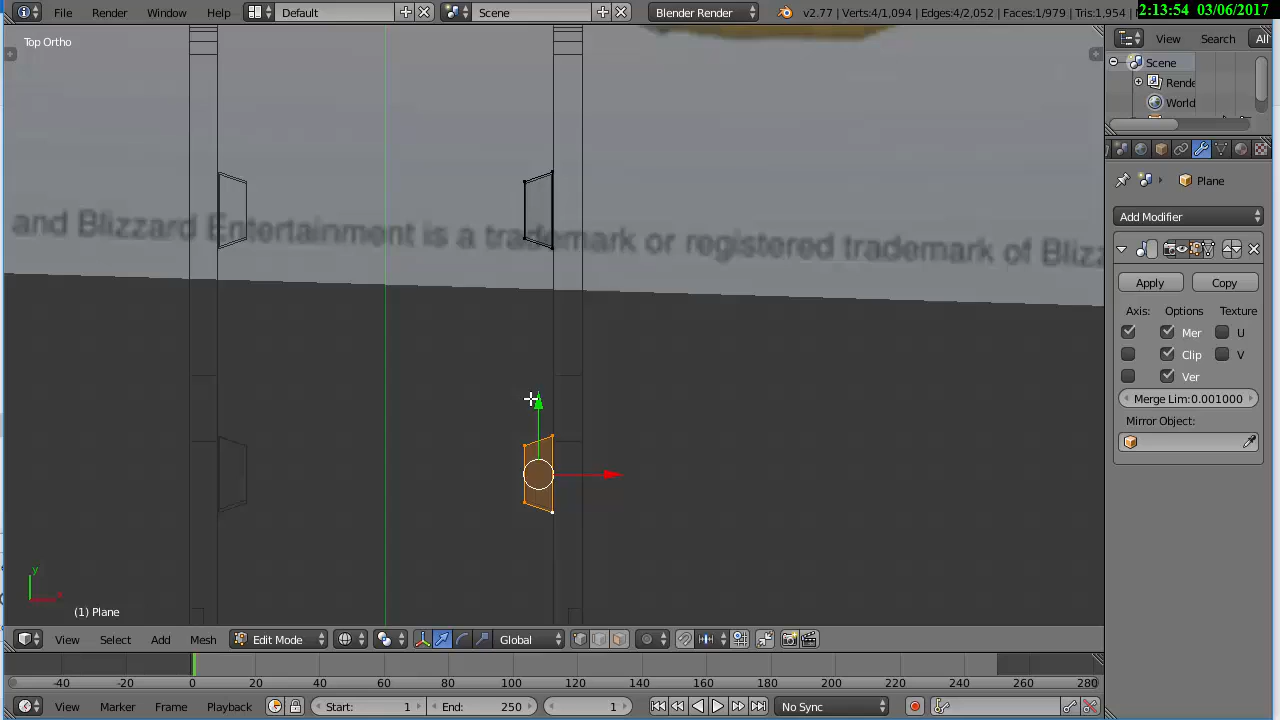 File Render Window Help Default Scene Blender Render v2.77 | Verts:4/1,094 | Edges:4/2,052 | Faces:1/979 | Tris:1,954 |
2:13:54 03/06/2017
Top Ortho
View Search All
Scene
Rende
World
Plane
Add Modifier
Apply Copy
Axis: Options Texture
Mer U
Clip V
Ver
Merge Lim:0.001000
Mirror Object:
and Blizzard Entertainment is a trademark or registered trademark of Blizz
y
x
(1) Plane
View Select Add Mesh Edit Mode Global
-40 -20 0 20 40 60 80 100 120 140 160 180 200 220 240 260 280
View Marker Frame Playback Start: 1 End: 250 1 No Sync